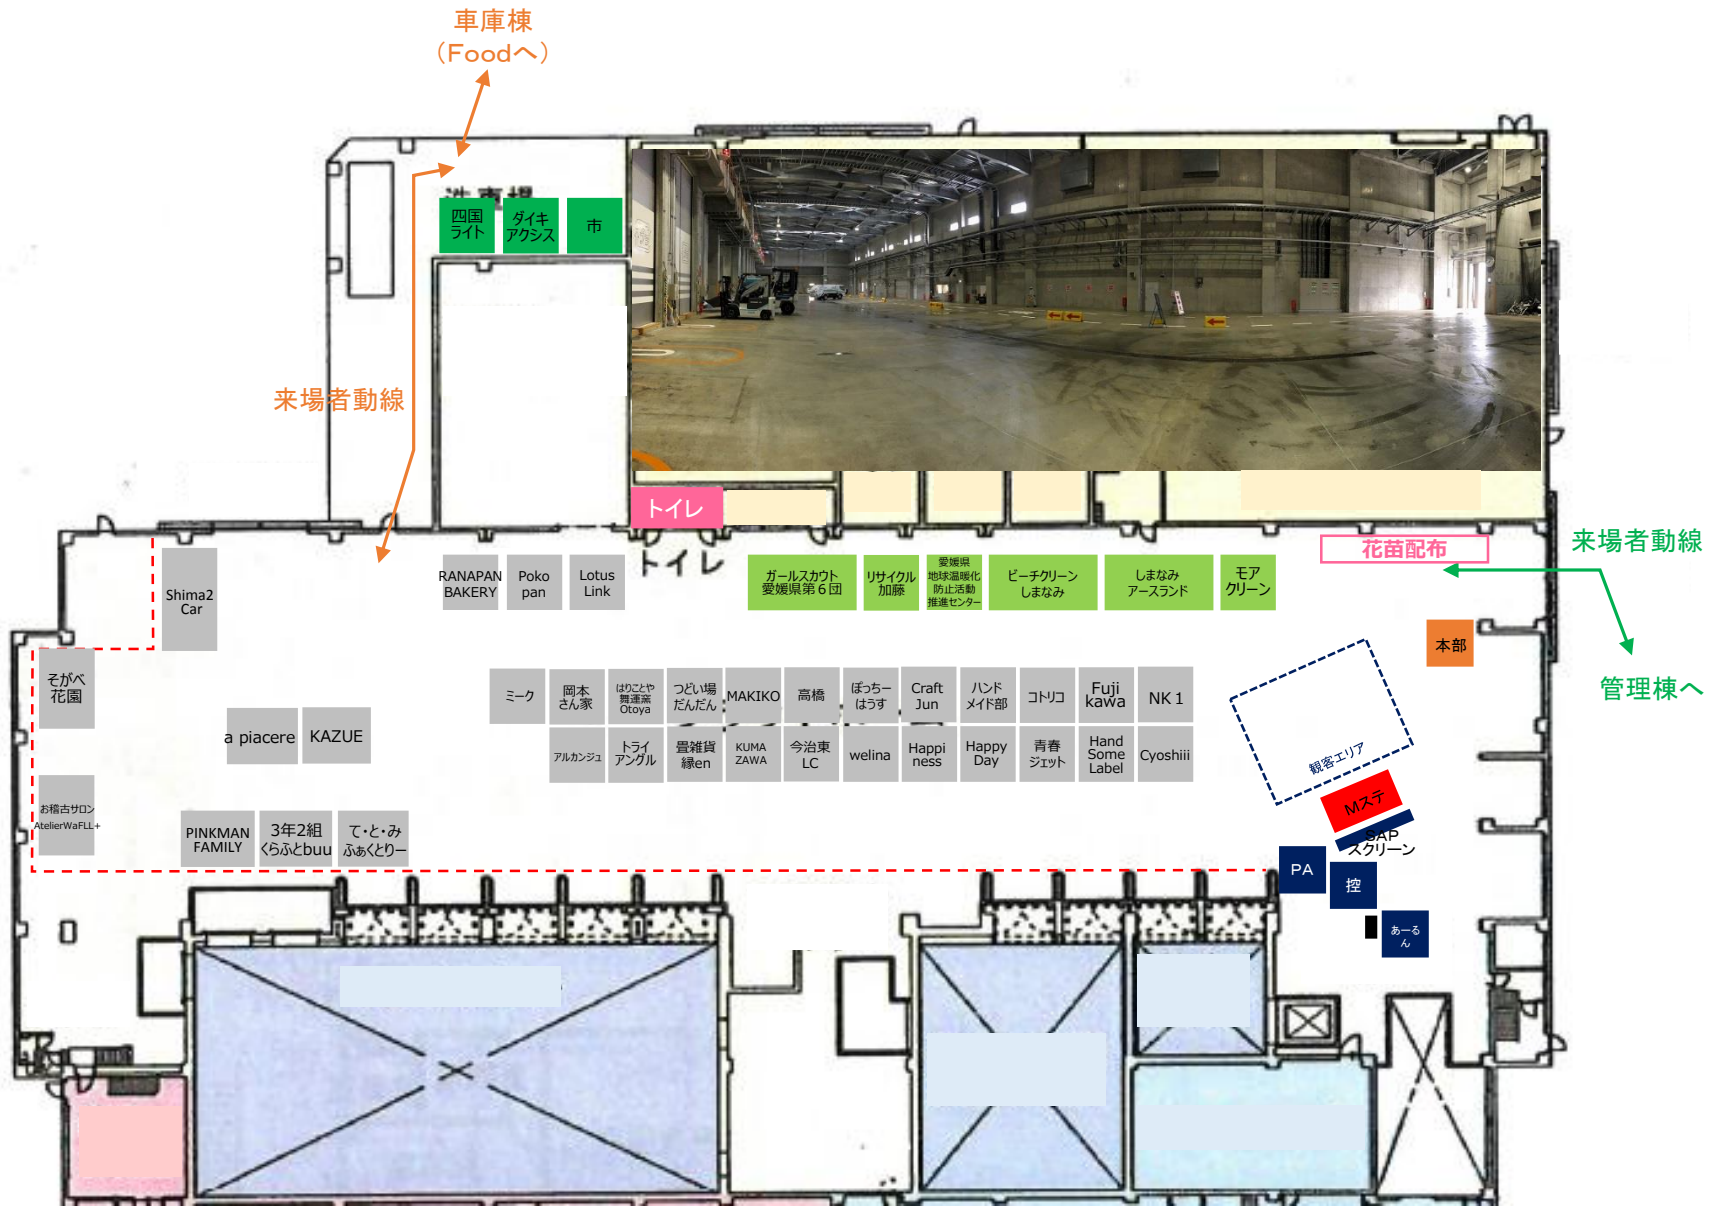 車庫棟
（Foodへ）
四国
ライト
ダイキ
アクシス
市
来場者動線
トイレ
トイレ
花苗配布
来場者動線
管理棟へ
本部
Shima2
Car
RANAPAN
BAKERY
Poko
pan
Lotus
Link
ガールスカウト
愛媛県第６団
リサイクル
加藤
愛媛県
地球温暖化
防止活動
推進センター
ビーチクリーン
しまなみ
しまなみ
アースランド
モア
クリーン
そがべ
花園
a piacere
KAZUE
ミーク
岡本
さん家
はりことや
舞運窯
Otoya
つどい場
だんだん
MAKIKO
高橋
ぽっちー
はうす
Craft
Jun
ハンド
メイド部
コトリコ
Fuji
kawa
NK１
アルカンジュ
トライ
アングル
畳雑貨
縁en
KUMA
ZAWA
今治東
LC
welina
Happi
ness
Happy
Day
青春
ジェット
Hand
Some
Label
Cyoshiii
お稽古サロン
AtelierWaFLL+
PINKMAN
FAMILY
3年2組
くらふとbuu
て・と・み
ふぁくとりー
観客エリア
Mステ
SAP
スクリーン
PA
控
あーる
ん